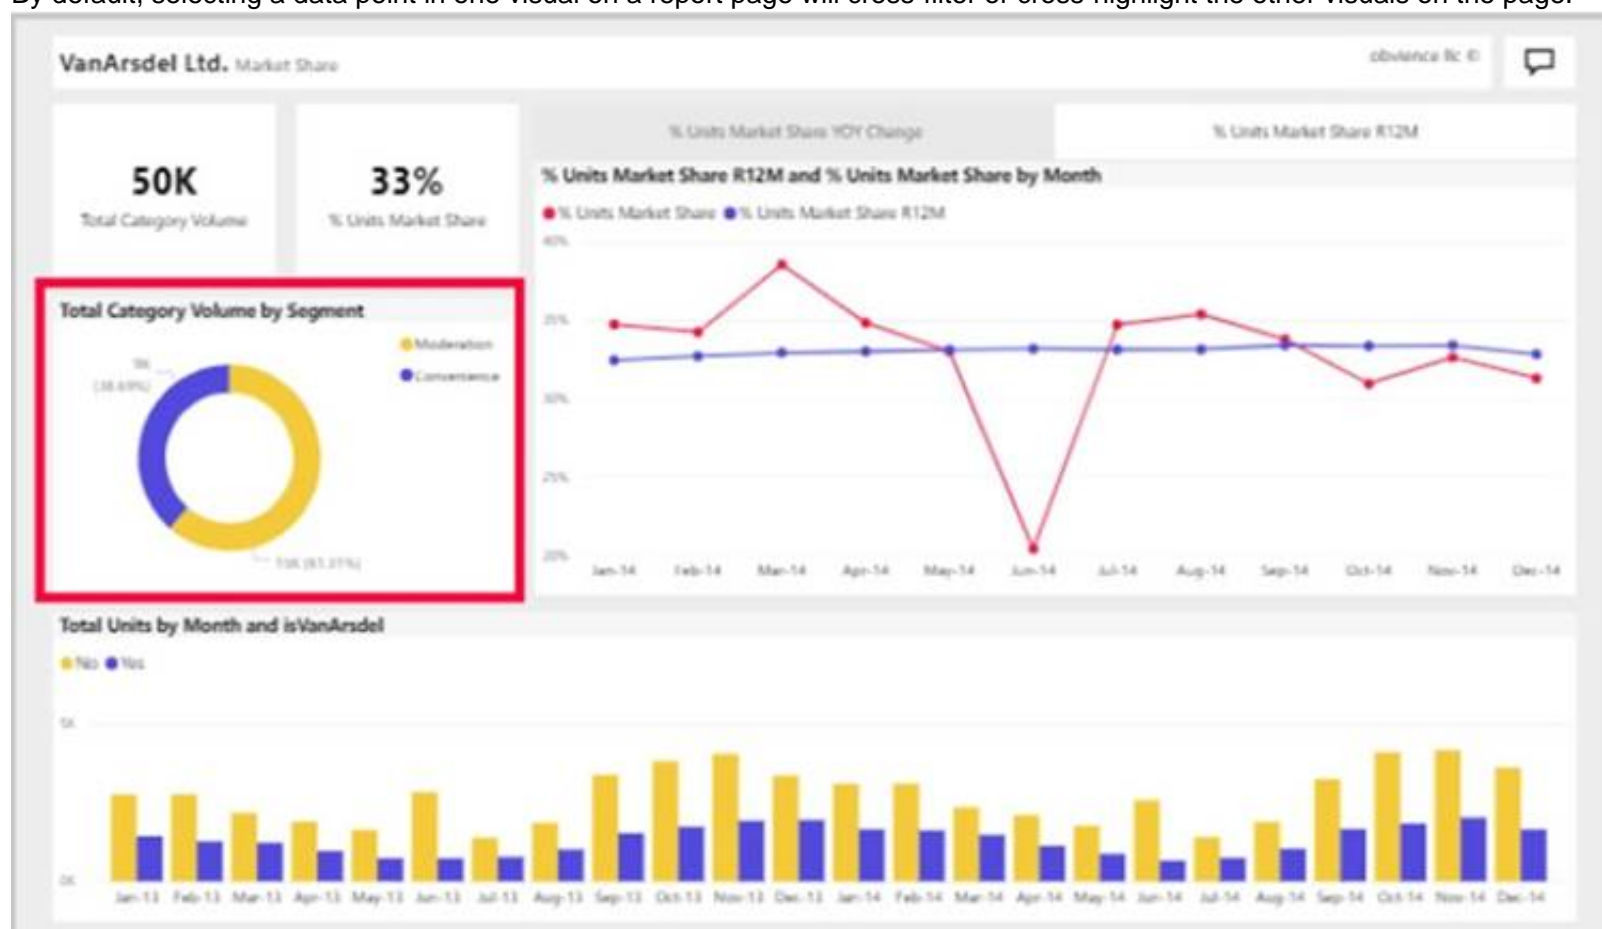 By default, selecting a data point in one visual on a report page will cross-filter or cross-highlight the other visuals on the page.
VanArsdel Ltd. Market Share
obvience llc ©
50K
Total Category Volume
33%
% Units Market Share
% Units Market Share YOY Change
% Units Market Share R12M
% Units Market Share R12M and % Units Market Share by Month
% Units Market Share % Units Market Share R12M
40%
35%
30%
25%
20%
Jan-14 Feb-14 Mar-14 Apr-14 May-14 Jun-14 Jul-14 Aug-14 Sep-14 Oct-14 Nov-14 Dec-14
Total Category Volume by Segment
Moderation
Convenience
(38.69%)
(61.31%)
Total Units by Month and isVanArsdel
No Yes
5K
0K
Jan-13 Feb-13 Mar-13 Apr-13 May-13 Jun-13 Jul-13 Aug-13 Sep-13 Oct-13 Nov-13 Dec-13 Jan-14 Feb-14 Mar-14 Apr-14 May-14 Jun-14 Jul-14 Aug-14 Sep-14 Oct-14 Nov-14 Dec-14